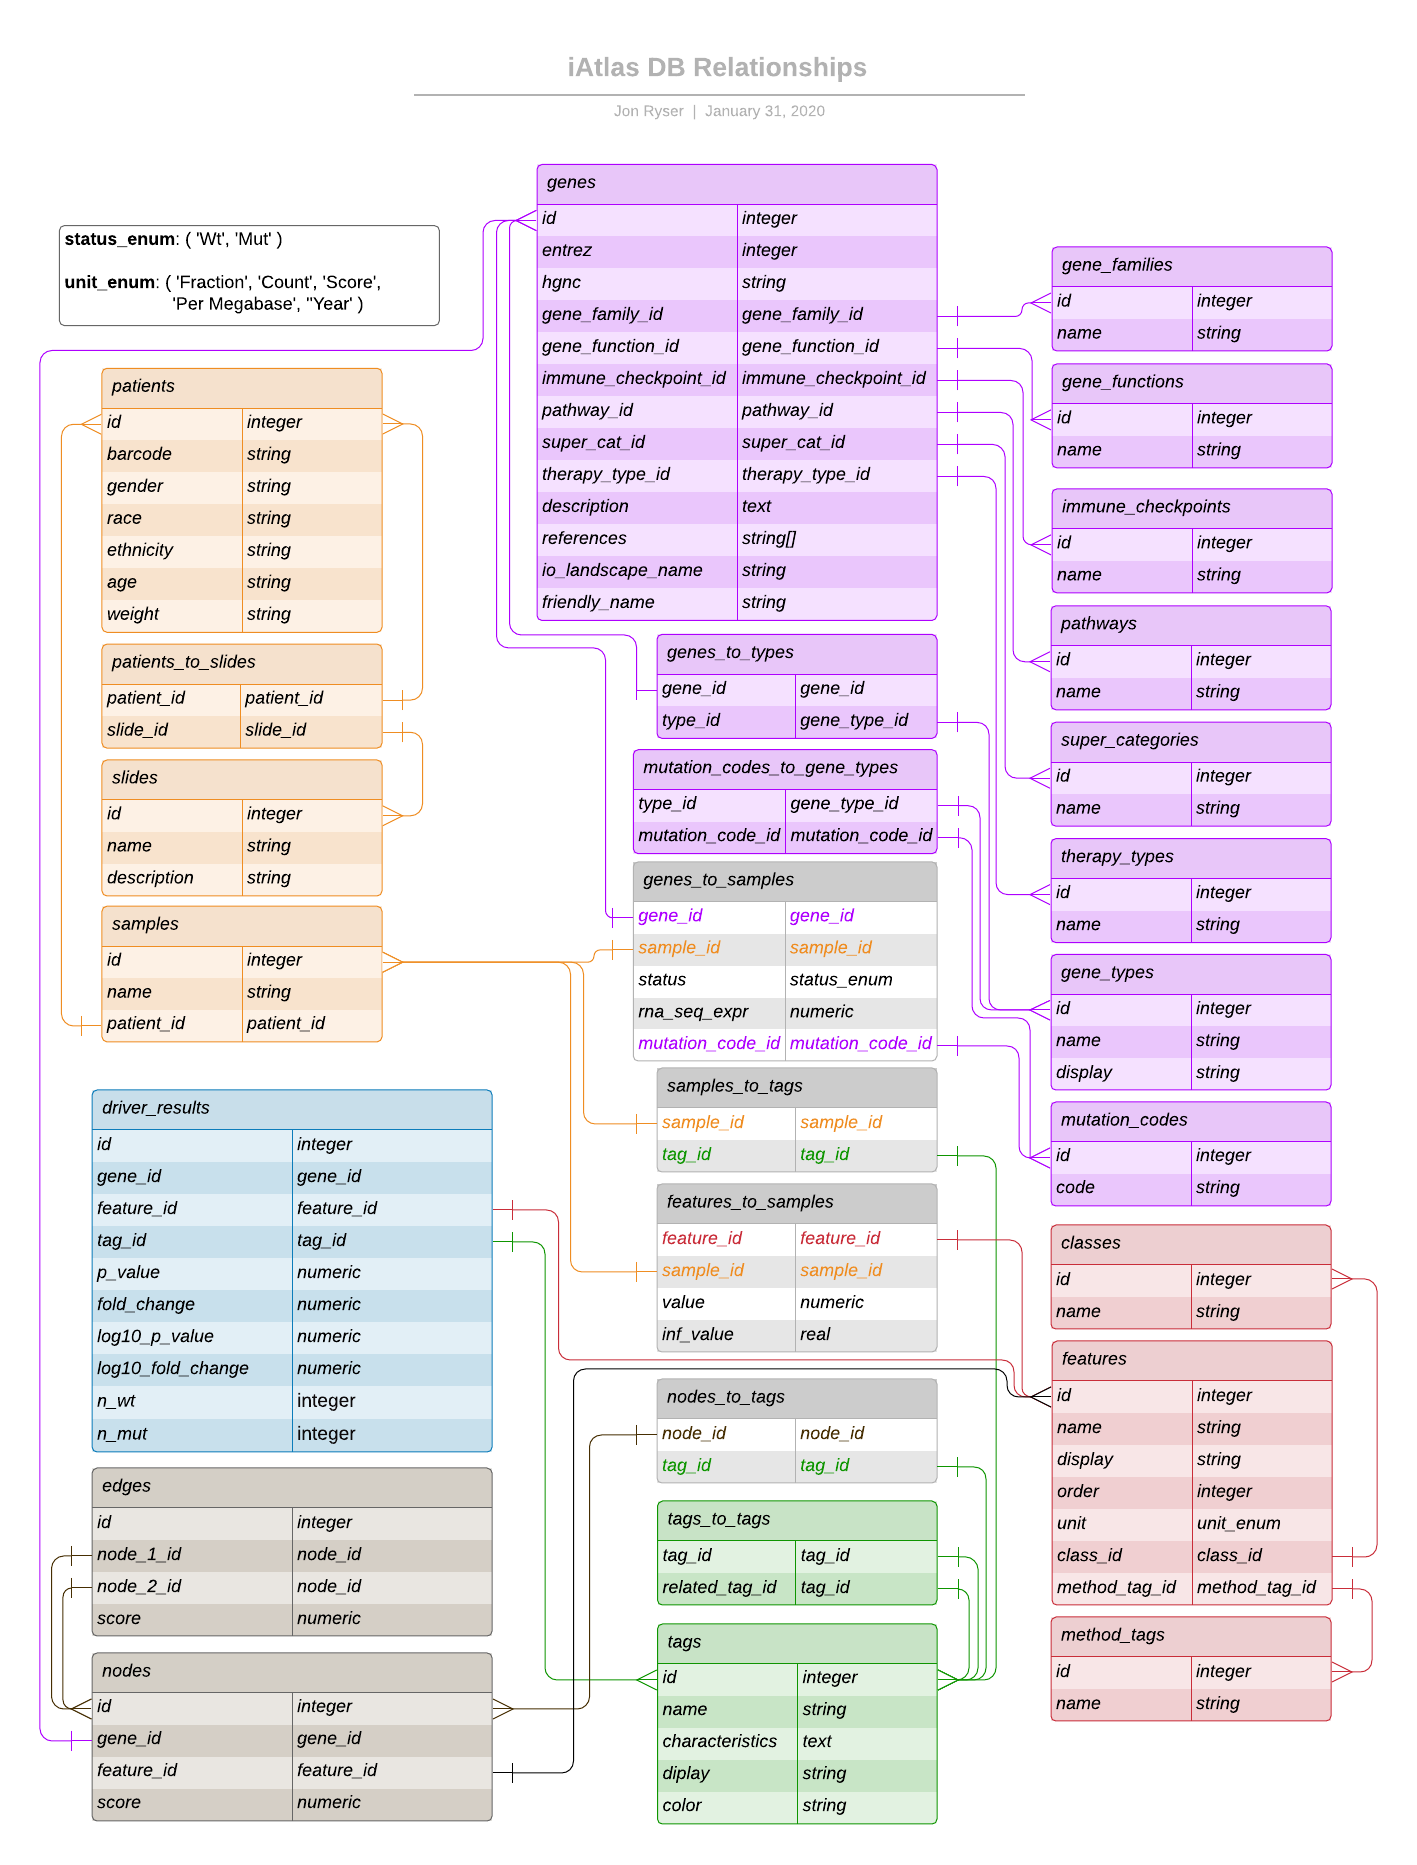 iAtlas DB Relationships
Jon Ryser | January 31, 2020
status_enum: ( 'Wt', 'Mut' )
unit_enum: ( 'Fraction', 'Count', 'Score',
'Per Megabase', "Year' )
genes
id integer
entrez integer
hgnc string
gene_family_id gene_family_id
gene_function_id gene_function_id
immune_checkpoint_id immune_checkpoint_id
pathway_id pathway_id
super_cat_id super_cat_id
therapy_type_id therapy_type_id
description text
references string[]
io_landscape_name string
friendly_name string
gene_families
id integer
name string
gene_functions
id integer
name string
immune_checkpoints
id integer
name string
pathways
id integer
name string
super_categories
id integer
name string
therapy_types
id integer
name string
gene_types
id integer
name string
display string
mutation_codes
id integer
code string
patients
id integer
barcode string
gender string
race string
ethnicity string
age string
weight string
patients_to_slides
patient_id patient_id
slide_id slide_id
slides
id integer
name string
description string
samples
id integer
name string
patient_id patient_id
genes_to_types
gene_id gene_id
type_id gene_type_id
mutation_codes_to_gene_types
type_id gene_type_id
mutation_code_id mutation_code_id
genes_to_samples
gene_id gene_id
sample_id sample_id
status status_enum
rna_seq_expr numeric
mutation_code_id mutation_code_id
samples_to_tags
sample_id sample_id
tag_id tag_id
features_to_samples
feature_id feature_id
sample_id sample_id
value numeric
inf_value real
nodes_to_tags
node_id node_id
tag_id tag_id
tags_to_tags
tag_id tag_id
related_tag_id tag_id
tags
id integer
name string
characteristics text
diplay string
color string
driver_results
id integer
gene_id gene_id
feature_id feature_id
tag_id tag_id
p_value numeric
fold_change numeric
log10_p_value numeric
log10_fold_change numeric
n_wt integer
n_mut integer
edges
id integer
node_1_id node_id
node_2_id node_id
score numeric
nodes
id integer
gene_id gene_id
feature_id feature_id
score numeric
classes
id integer
name string
features
id integer
name string
display string
order integer
unit unit_enum
class_id class_id
method_tag_id method_tag_id
method_tags
id integer
name string